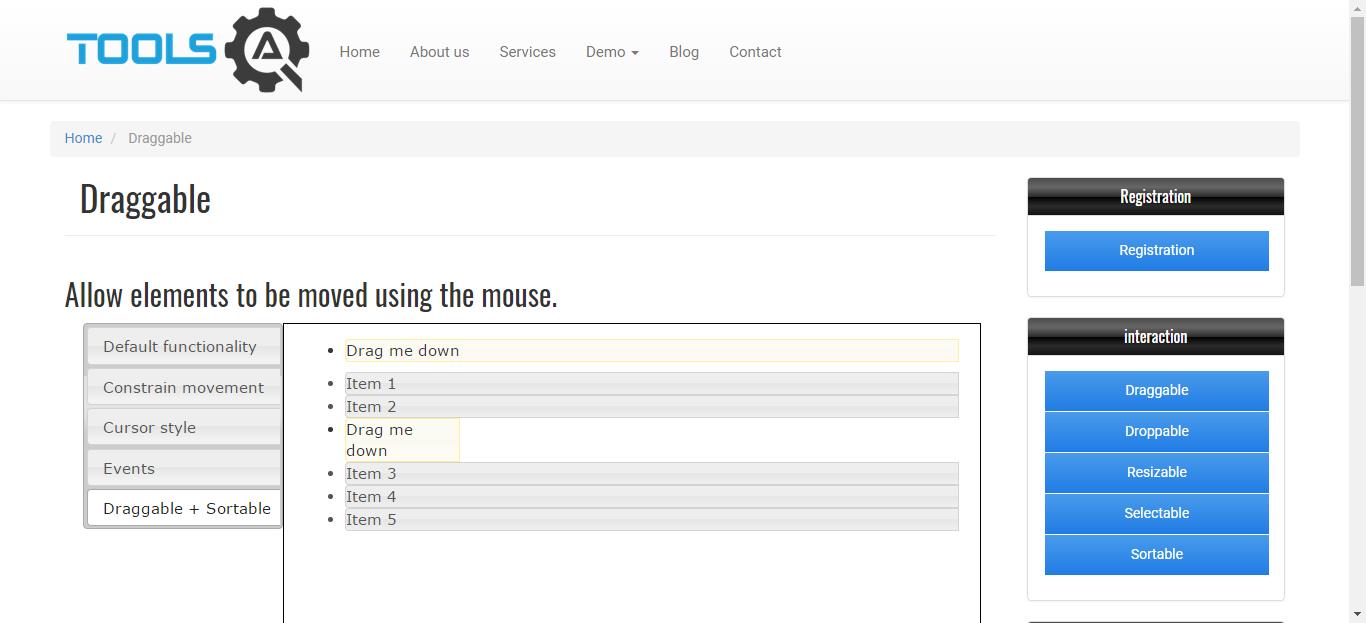 TOOLS QA
Home About us Services Demo Blog Contact
Home / Draggable
Draggable
Allow elements to be moved using the mouse.
Default functionality
Constrain movement
Cursor style
Events
Draggable + Sortable
Drag me down
Item 1
Item 2
Drag me
down
Item 3
Item 4
Item 5
Registration
Registration
interaction
Draggable
Droppable
Resizable
Selectable
Sortable